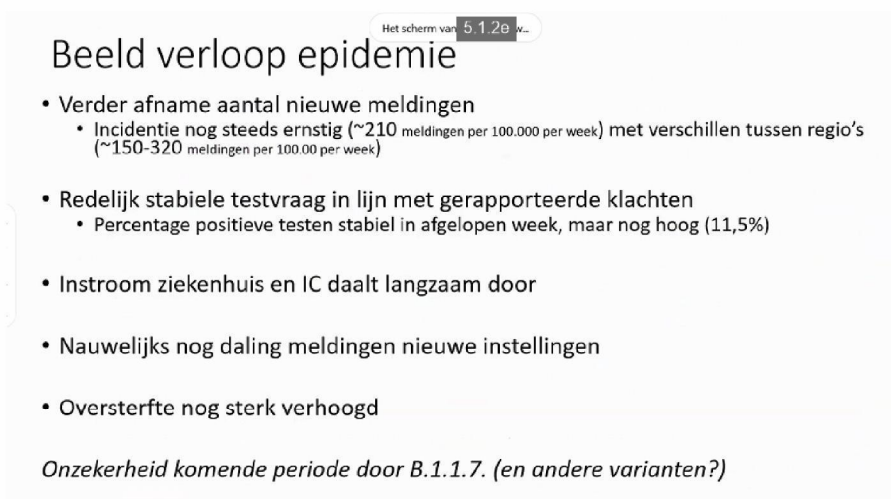 Het scherm van 5.1.2e w...
Beeld verloop epidemie
• Verder afname aantal nieuwe meldingen
• Incidentie nog steeds ernstig (~210 meldingen per 100.000 per week) met verschillen tussen regio's
(~150-320 meldingen per 100.00 per week)
• Redelijk stabiele testvraag in lijn met gerapporteerde klachten
• Percentage positieve testen stabiel in afgelopen week, maar nog hoog (11,5%)
• Instroom ziekenhuis en IC daalt langzaam door
• Nauwelijks nog daling meldingen nieuwe instellingen
• Oversterfte nog sterk verhoogd
Onzekerheid komende periode door B.1.1.7. (en andere varianten?)